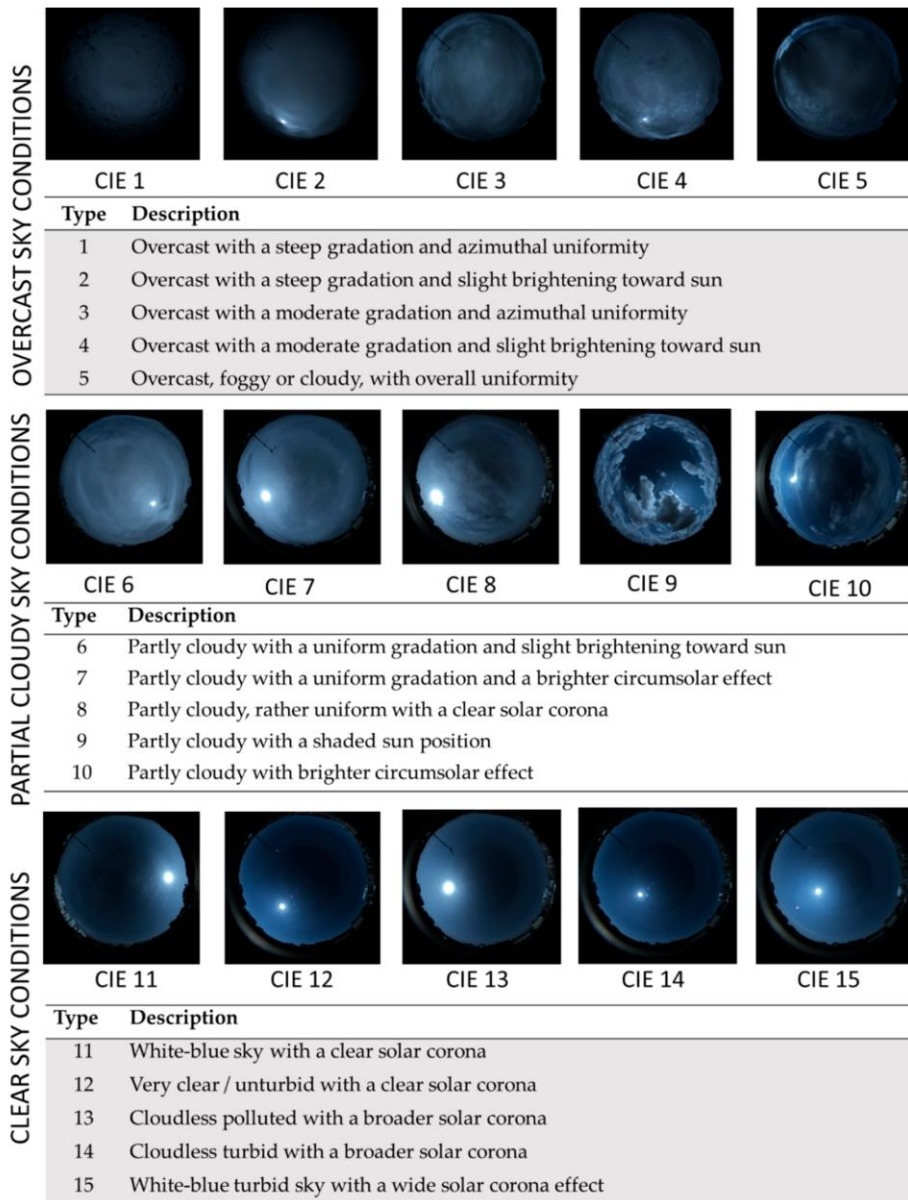 OVERCAST SKY CONDITIONS
CIE 1
CIE 2
CIE 3
CIE 4
CIE 5
Type Description
1 Overcast with a steep gradation and azimuthal uniformity
2 Overcast with a steep gradation and slight brightening toward sun
3 Overcast with a moderate gradation and azimuthal uniformity
4 Overcast with a moderate gradation and slight brightening toward sun
5 Overcast, foggy or cloudy, with overall uniformity
PARTIAL CLOUDY SKY CONDITIONS
CIE 6
CIE 7
CIE 8
CIE 9
CIE 10
Type Description
6 Partly cloudy with a uniform gradation and slight brightening toward sun
7 Partly cloudy with a uniform gradation and a brighter circumsolar effect
8 Partly cloudy, rather uniform with a clear solar corona
9 Partly cloudy with a shaded sun position
10 Partly cloudy with brighter circumsolar effect
CLEAR SKY CONDITIONS
CIE 11
CIE 12
CIE 13
CIE 14
CIE 15
Type Description
11 White-blue sky with a clear solar corona
12 Very clear / unturbid with a clear solar corona
13 Cloudless polluted with a broader solar corona
14 Cloudless turbid with a broader solar corona
15 White-blue turbid sky with a wide solar corona effect